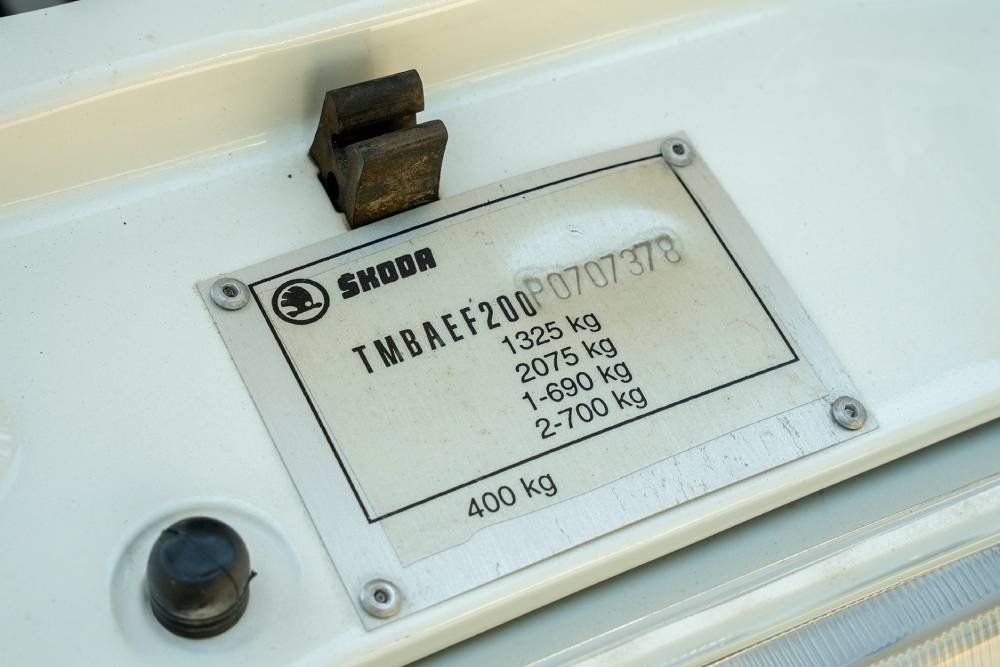 ŠKODA
TMBAEF200P0707378
1325 kg
2075 kg
1-690 kg
2-700 kg
400 kg